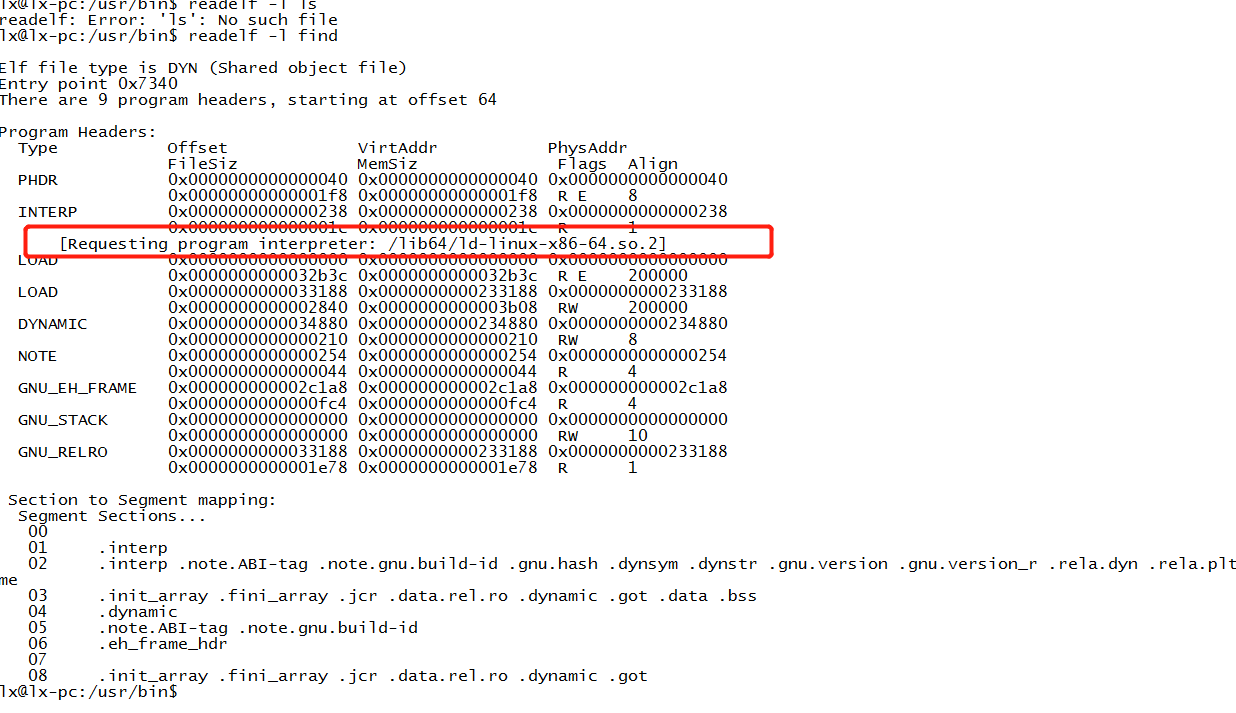 lx@lx-pc:/usr/bin$ readelf -l ls
readelf: Error: 'ls': No such file
lx@lx-pc:/usr/bin$ readelf -l find
Elf file type is DYN (Shared object file)
Entry point 0x7340
There are 9 program headers, starting at offset 64
Program Headers:
Type Offset VirtAddr PhysAddr
FileSiz MemSiz Flags Align
PHDR 0x0000000000000040 0x0000000000000040 0x0000000000000040
0x00000000000001f8 0x00000000000001f8 R E 8
INTERP 0x0000000000000238 0x0000000000000238 0x0000000000000238
0x000000000000001c 0x000000000000001c R 1
[Requesting program interpreter: /lib64/ld-linux-x86-64.so.2]
LOAD 0x0000000000000000 0x0000000000000000 0x0000000000000000
0x0000000000032b3c 0x0000000000032b3c R E 200000
LOAD 0x0000000000033188 0x0000000000233188 0x0000000000233188
0x0000000000002840 0x0000000000003b08 RW 200000
DYNAMIC 0x0000000000034880 0x0000000000234880 0x0000000000234880
0x0000000000000210 0x0000000000000210 RW 8
NOTE 0x0000000000000254 0x0000000000000254 0x0000000000000254
0x0000000000000044 0x0000000000000044 R 4
GNU_EH_FRAME 0x000000000002c1a8 0x000000000002c1a8 0x000000000002c1a8
0x0000000000000fc4 0x0000000000000fc4 R 4
GNU_STACK 0x0000000000000000 0x0000000000000000 0x0000000000000000
0x0000000000000000 0x0000000000000000 RW 10
GNU_RELRO 0x0000000000033188 0x0000000000233188 0x0000000000233188
0x0000000000001e78 0x0000000000001e78 R 1
Section to Segment mapping:
Segment Sections...
00
01 .interp
02 .interp .note.ABI-tag .note.gnu.build-id .gnu.hash .dynsym .dynstr .gnu.version .gnu.version_r .rela.dyn .rela.plt
me
03 .init_array .fini_array .jcr .data.rel.ro .dynamic .got .data .bss
04 .dynamic
05 .note.ABI-tag .note.gnu.build-id
06 .eh_frame_hdr
07
08 .init_array .fini_array .jcr .data.rel.ro .dynamic .got
lx@lx-pc:/usr/bin$